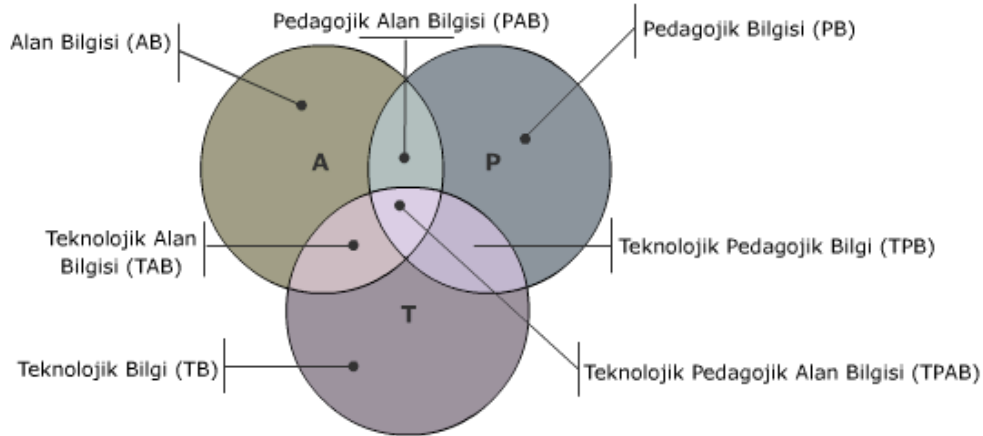 Pedagojik Alan Bilgisi (PAB)
Alan Bilgisi (AB)
Pedagojik Bilgisi (PB)
A
P
Teknolojik Alan
Bilgisi (TAB)
Teknolojik Pedagojik Bilgi (TPB)
T
Teknolojik Bilgi (TB)
Teknolojik Pedagojik Alan Bilgisi (TPAB)